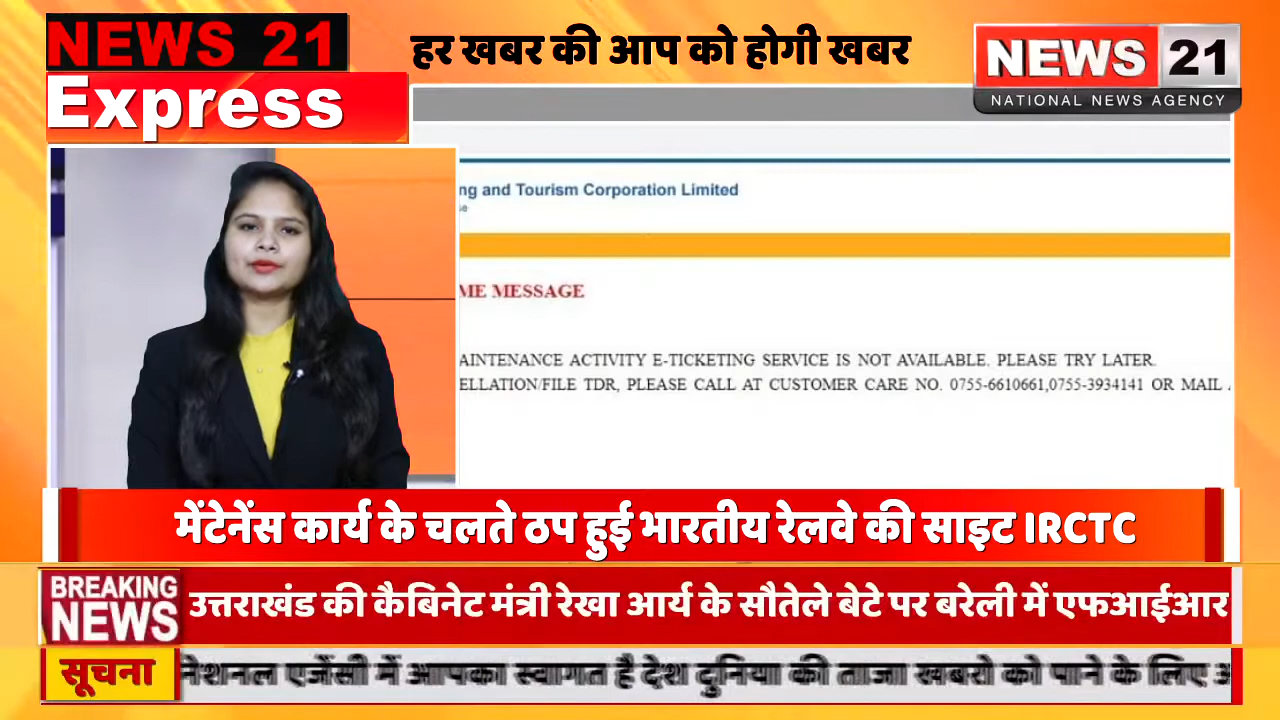 NEWS 21
Express
हर खबर की आप को होगी खबर
NEWS 21
NATIONAL NEWS AGENCY
ng and Tourism Corporation Limited
ME MESSAGE
AINTENANCE ACTIVITY E-TICKETING SERVICE IS NOT AVAILABLE. PLEASE TRY LATER.
ELLATION/FILE TDR, PLEASE CALL AT CUSTOMER CARE NO. 0755-6610661,0755-3934141 OR MAIL
मेंटेनेंस कार्य के चलते ठप हुई भारतीय रेलवे की साइट IRCTC
BREAKING NEWS
उत्तराखंड की कैबिनेट मंत्री रेखा आर्य के सौतेले बेटे पर बरेली में एफआईआर
सूचना
नेशनल एजेंसी में आपका स्वागत है देश दुनिया की ताजा खबरो को पाने के लिए